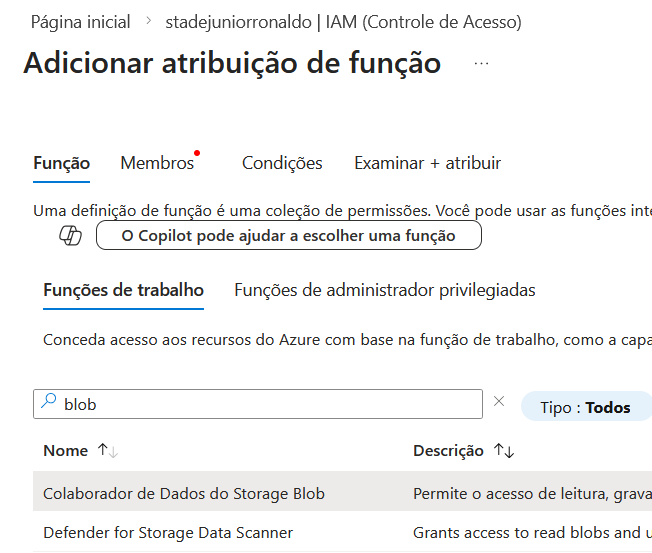 Página inicial > stadejuniorronaldo | IAM (Controle de Acesso)
Adicionar atribuição de função ...
Função Membros Condições Examinar + atribuir
Uma definição de função é uma coleção de permissões. Você pode usar as funções inte
O Copilot pode ajudar a escolher uma função
Funções de trabalho Funções de administrador privilegiadas
Conceda acesso aos recursos do Azure com base na função de trabalho, como a capa
blob Tipo : Todos
Nome ↑↓ Descrição ↑↓
Colaborador de Dados do Storage Blob Permite o acesso de leitura, grava
Defender for Storage Data Scanner Grants access to read blobs and u